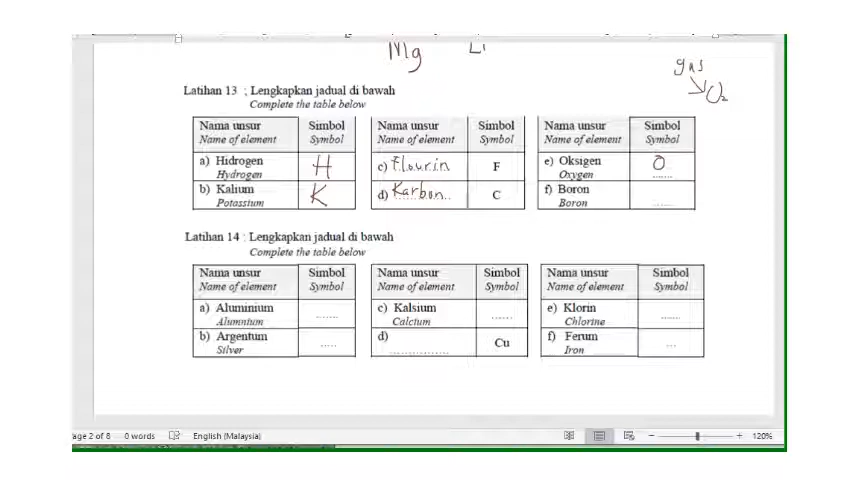 Mg Li
gas
O₂
Latihan 13 : Lengkapkan jadual di bawah
Complete the table below
Nama unsur Simbol Nama unsur Simbol Nama unsur Simbol
Name of element Symbol Name of element Symbol Name of element Symbol
a) Hidrogen H c) Flourin F e) Oksigen O
Hydrogen Oxygen ......
b) Kalium K d) Karbon C f) Boron
Potassium Boron ......
Latihan 14 : Lengkapkan jadual di bawah
Complete the table below
Nama unsur Simbol Nama unsur Simbol Nama unsur Simbol
Name of element Symbol Name of element Symbol Name of element Symbol
a) Aluminium ....... c) Kalsium ...... e) Klorin ......
Alumnium Calcium Chlorine
b) Argentum ..... d) Cu f) Ferum ...
Silver ................. Iron
age 2 of 8 0 words English (Malaysia) − + 120%